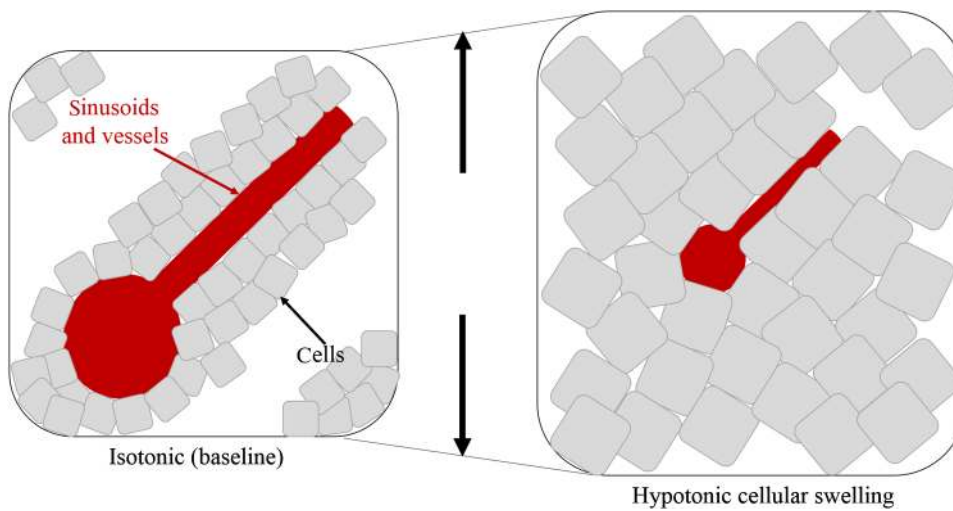 Sinusoids
and vessels
Cells
Isotonic (baseline)
Hypotonic cellular swelling